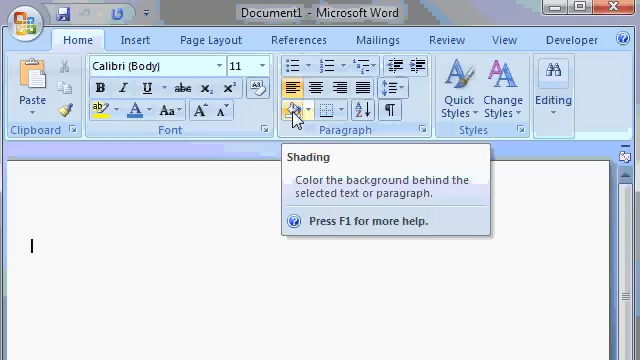 Document1 - Microsoft Word
Home Insert Page Layout References Mailings Review View Developer
Calibri (Body) 11
Paste
B I U abc x₂ x² Aa
ab A Aa A A
A A
Quick Styles
Change Styles
Editing
Clipboard Font Paragraph Styles
Shading
Color the background behind the
selected text or paragraph.
Press F1 for more help.